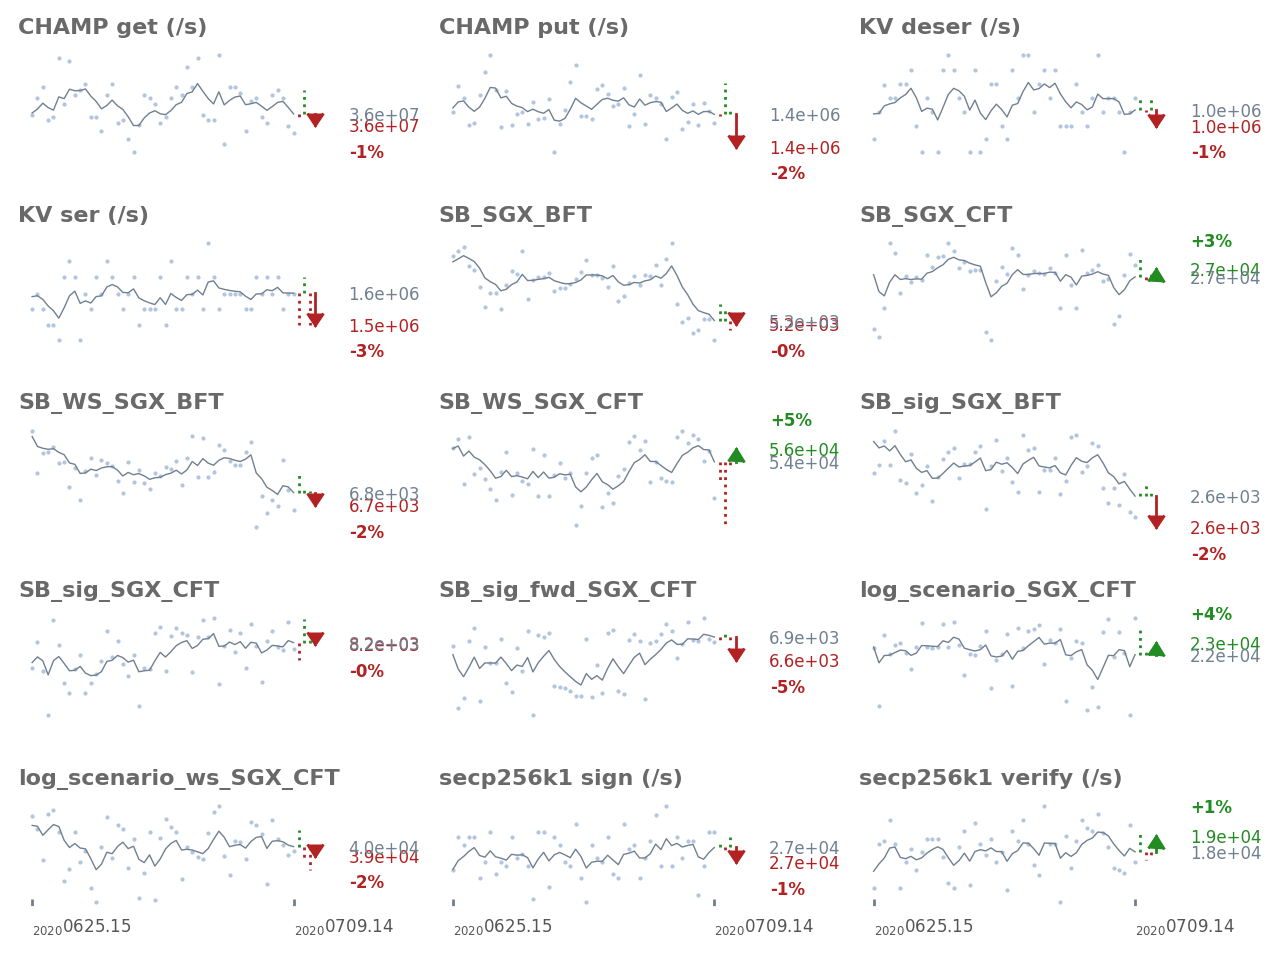 CHAMP get (/s)
3.6e+07
3.6e+07
-1%
CHAMP put (/s)
1.4e+06
1.4e+06
-2%
KV deser (/s)
1.0e+06
1.0e+06
-1%
KV ser (/s)
1.6e+06
1.5e+06
-3%
SB_SGX_BFT
5.2e+03
-0%
SB_SGX_CFT
+3%
2.7e+04
2.7e+04
SB_WS_SGX_BFT
6.8e+03
6.7e+03
-2%
SB_WS_SGX_CFT
+5%
5.6e+04
5.4e+04
SB_sig_SGX_BFT
2.6e+03
2.6e+03
-2%
SB_sig_SGX_CFT
8.2e+03
-0%
SB_sig_fwd_SGX_CFT
6.9e+03
6.6e+03
-5%
log_scenario_SGX_CFT
+4%
2.3e+04
2.2e+04
log_scenario_ws_SGX_CFT
4.0e+04
3.9e+04
-2%
secp256k1 sign (/s)
2.7e+04
2.7e+04
-1%
secp256k1 verify (/s)
+1%
1.9e+04
1.8e+04
20200625.15
20200709.14
20200625.15
20200709.14
20200625.15
20200709.14